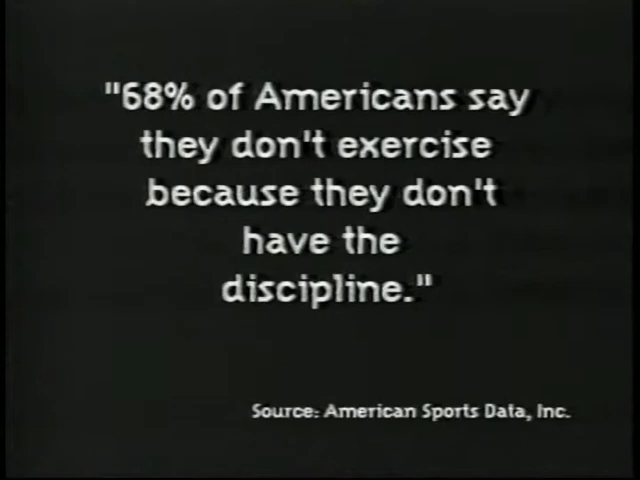 "68% of Americans say
they don't exercise
because they don't
have the
discipline."
Source: American Sports Data, Inc.